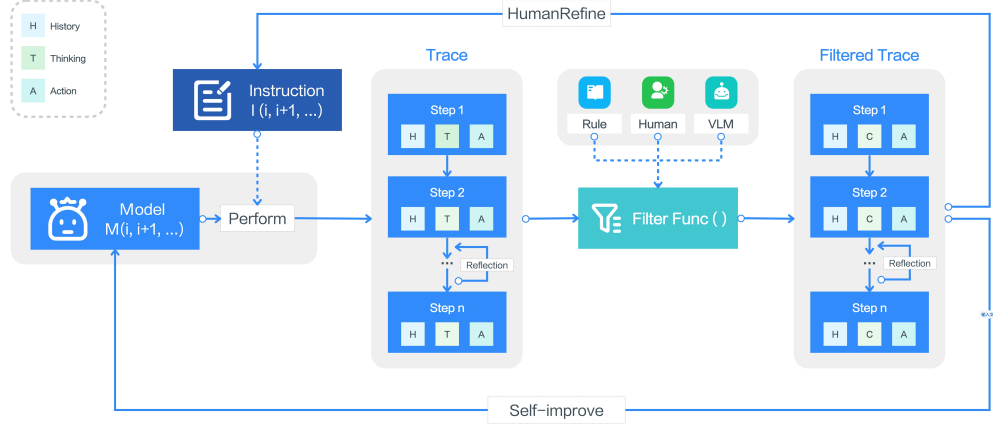 HumanRefine
H History
T Thinking
A Action
Instruction
I (i, i+1, ...)
Model
M(i, i+1, ...)
Perform
Trace
Step 1
H T A
Step 2
H T A
...
Reflection
Step n
H T A
Rule
Human
VLM
Filter Func ( )
Filtered Trace
Step 1
H C A
Step 2
H C A
...
Reflection
Step n
H C A
Self-improve